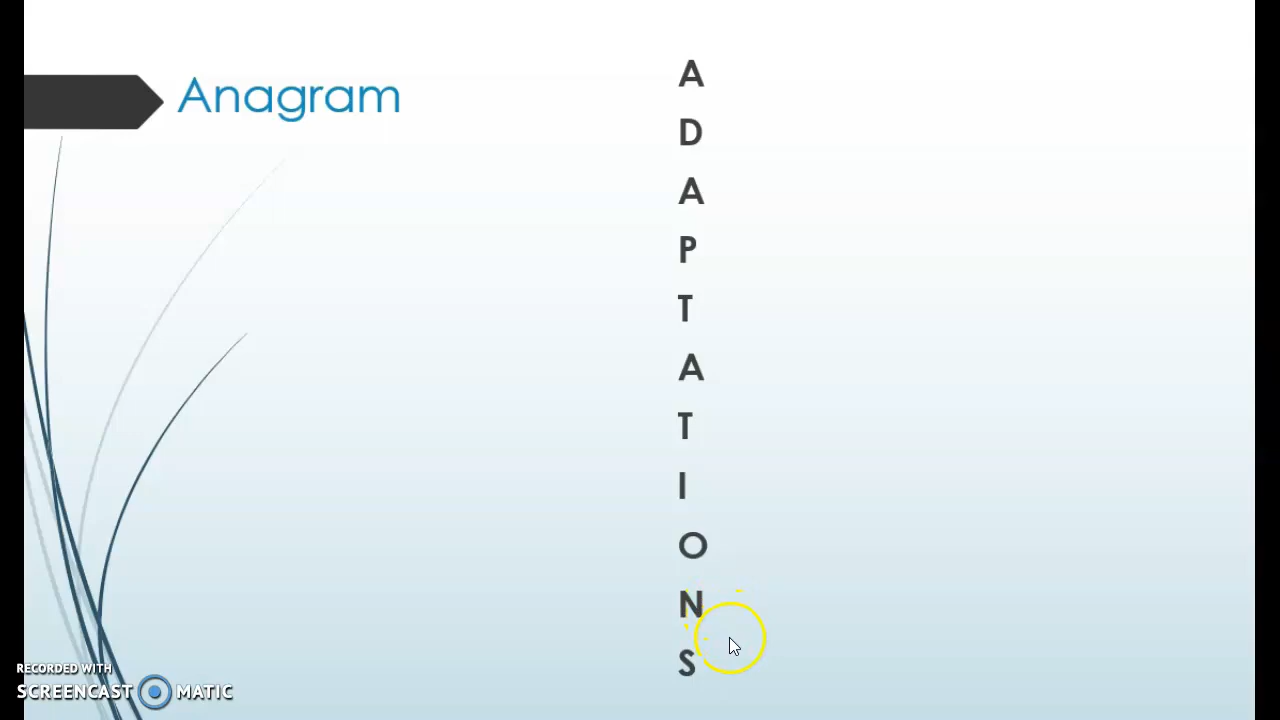 Anagram
A
D
A
P
T
A
T
I
O
N
S
RECORDED WITH
SCREENCAST MATIC